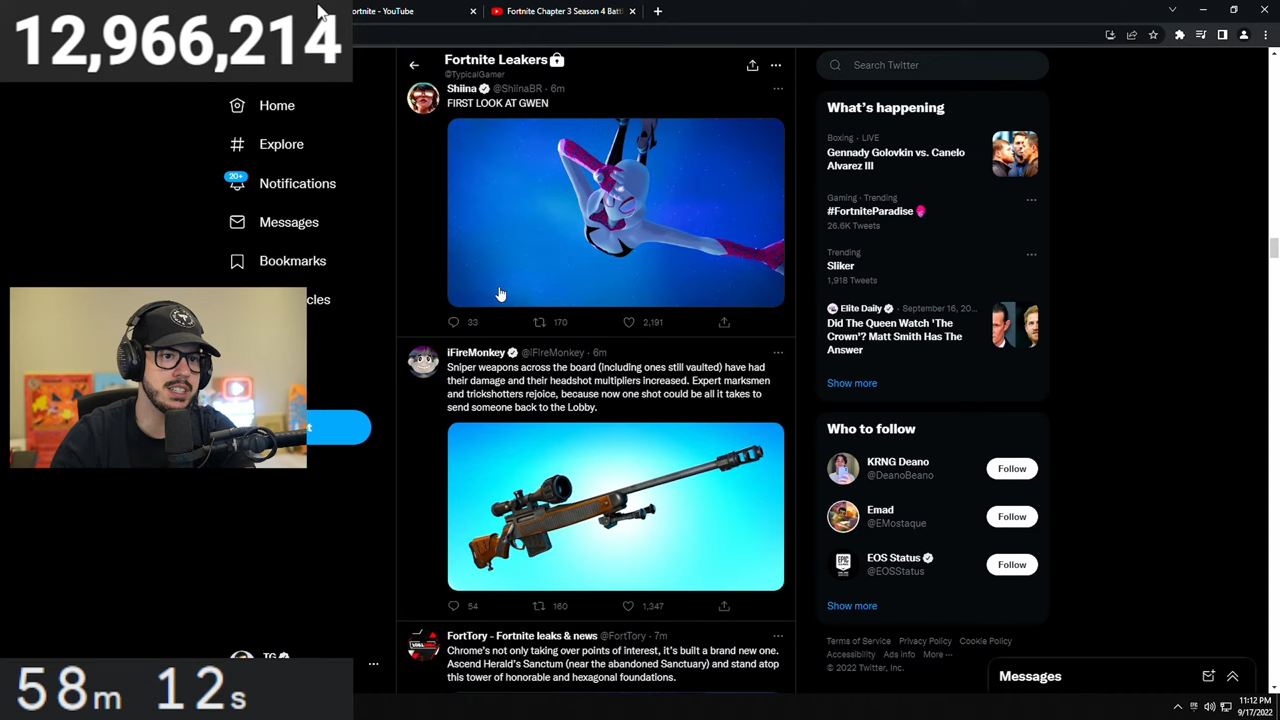 12,966,214
ortnite - YouTube
Fortnite Chapter 3 Season 4 Batt
Fortnite Leakers
@TypicalGamer
Search Twitter
Home
Explore
20+
Notifications
Messages
Bookmarks
cles
t
TG
Shiina @ShiinaBR · 6m
FIRST LOOK AT GWEN
33 170 2,191
iFireMonkey @iFireMonkey · 6m
Sniper weapons across the board (including ones still vaulted) have had
their damage and their headshot multipliers increased. Expert marksmen
and trickshotters rejoice, because now one shot could be all it takes to
send someone back to the Lobby.
54 160 1,347
FortTory - Fortnite leaks & news @FortTory · 7m
Chrome's not only taking over points of interest, it's built a brand new one.
Ascend Herald's Sanctum (near the abandoned Sanctuary) and stand atop
this tower of honorable and hexagonal foundations.
What's happening
Boxing · LIVE
Gennady Golovkin vs. Canelo
Alvarez III
Gaming · Trending
#FortniteParadise
26.6K Tweets
Trending
Sliker
1,918 Tweets
Elite Daily · September 16, 20...
Did The Queen Watch 'The
Crown'? Matt Smith Has The
Answer
Show more
Who to follow
KRNG Deano
@DeanoBeano
Follow
Emad
@EMostaque
Follow
EOS Status
@EOSStatus
Follow
Show more
Terms of Service Privacy Policy Cookie Policy
Accessibility Ads info More ···
© 2022 Twitter, Inc.
Messages
58m 12s
11:12 PM
9/17/2022